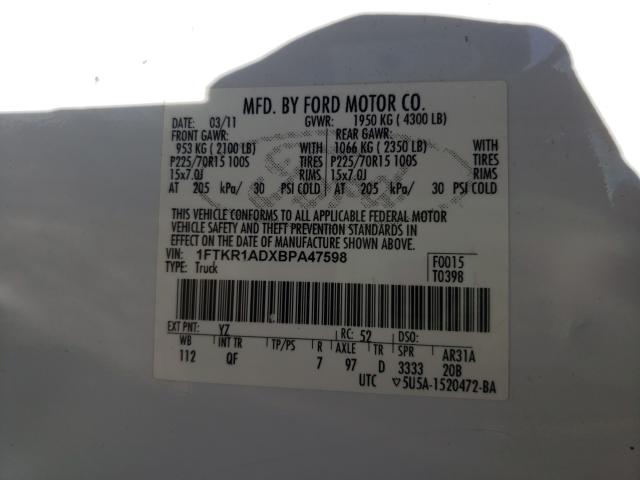 MFD. BY FORD MOTOR CO.
DATE: 03/11 GVWR: 1950 KG ( 4300 LB)
FRONT GAWR: REAR GAWR:
953 KG ( 2100 LB) WITH 1066 KG ( 2350 LB) WITH
P225/70R15 100S TIRES P225/70R15 100S TIRES
15x7.0J RIMS 15x7.0J RIMS
AT 205 kPa/ 30 PSI COLD AT 205 kPa/ 30 PSI COLD
Ford
THIS VEHICLE CONFORMS TO ALL APPLICABLE FEDERAL MOTOR
VEHICLE SAFETY AND THEFT PREVENTION STANDARDS IN
EFFECT ON THE DATE OF MANUFACTURE SHOWN ABOVE.
VIN: 1FTKR1ADXBPA47598 F0015
TYPE: Truck T0398
EXT PNT: YZ RC: 52 DSO:
WB INT TR TP/PS R AXLE TR SPR AR31A
112 QF 7 97 D 3333 20B
UTC ▽5U5A-1520472-BA